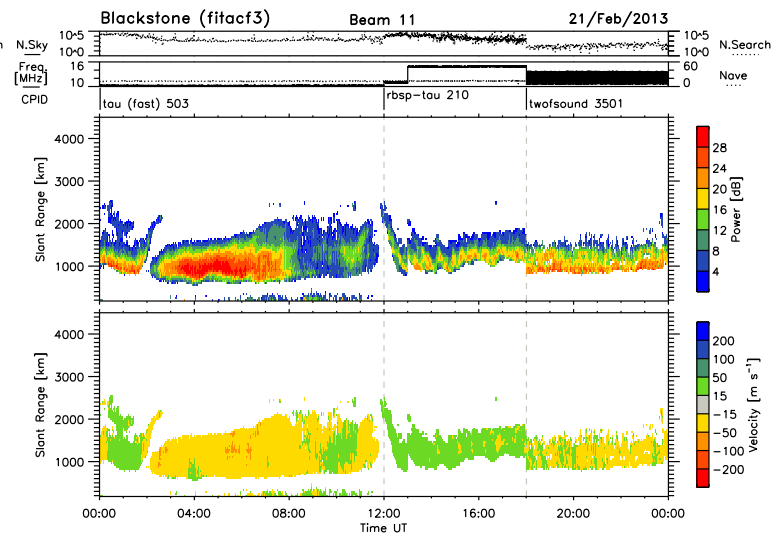 Blackstone (fitacf3) Beam 11 21/Feb/2013
n N.Sky 10^5 10^5 N.Search
10^0 10^0
Freq. 16 60 Nave
[MHz] 10 0
CPID tau (fast) 503 rbsp-tau 210 twofsound 3501
4000
3000
2000
1000
Slant Range [km]
28
24
20
16
12
8
4
Power [dB]
4000
3000
2000
1000
Slant Range [km]
200
100
50
15
-15
-50
-100
-200
Velocity [m s⁻¹]
00:00 04:00 08:00 12:00 16:00 20:00 00:00
Time UT